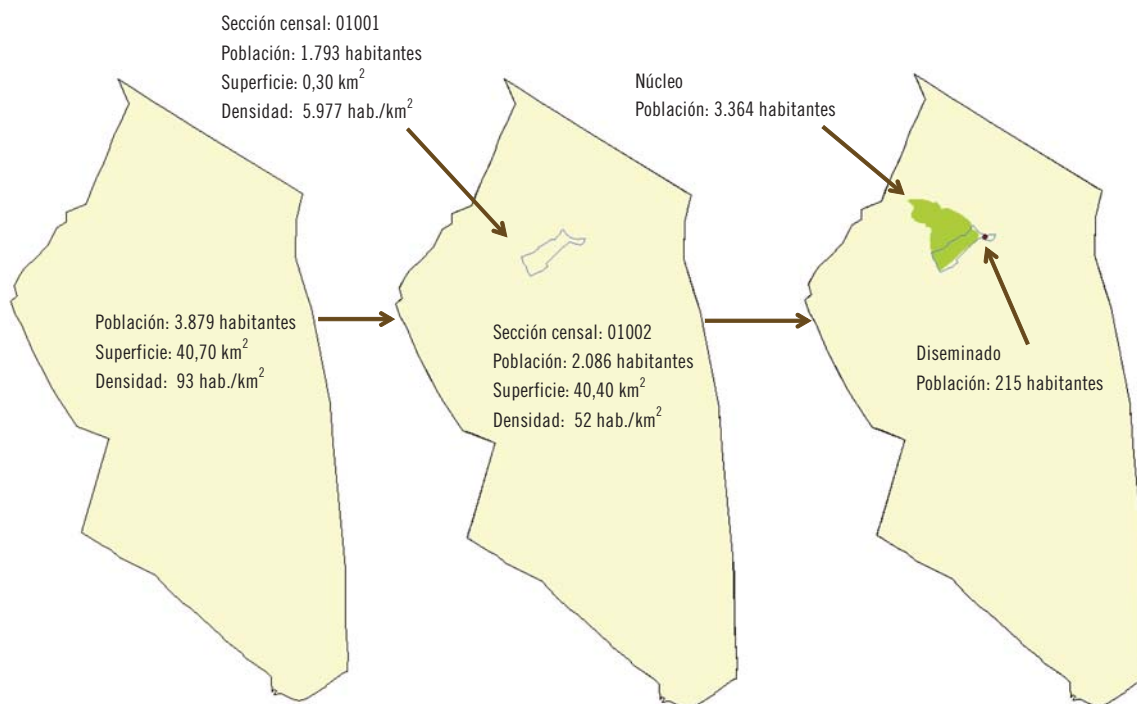 Sección censal: 01001
Población: 1.793 habitantes
Superficie: 0,30 km²
Densidad: 5.977 hab./km²
Núcleo
Población: 3.364 habitantes
Población: 3.879 habitantes
Superficie: 40,70 km²
Densidad: 93 hab./km²
Sección censal: 01002
Población: 2.086 habitantes
Superficie: 40,40 km²
Densidad: 52 hab./km²
Diseminado
Población: 215 habitantes